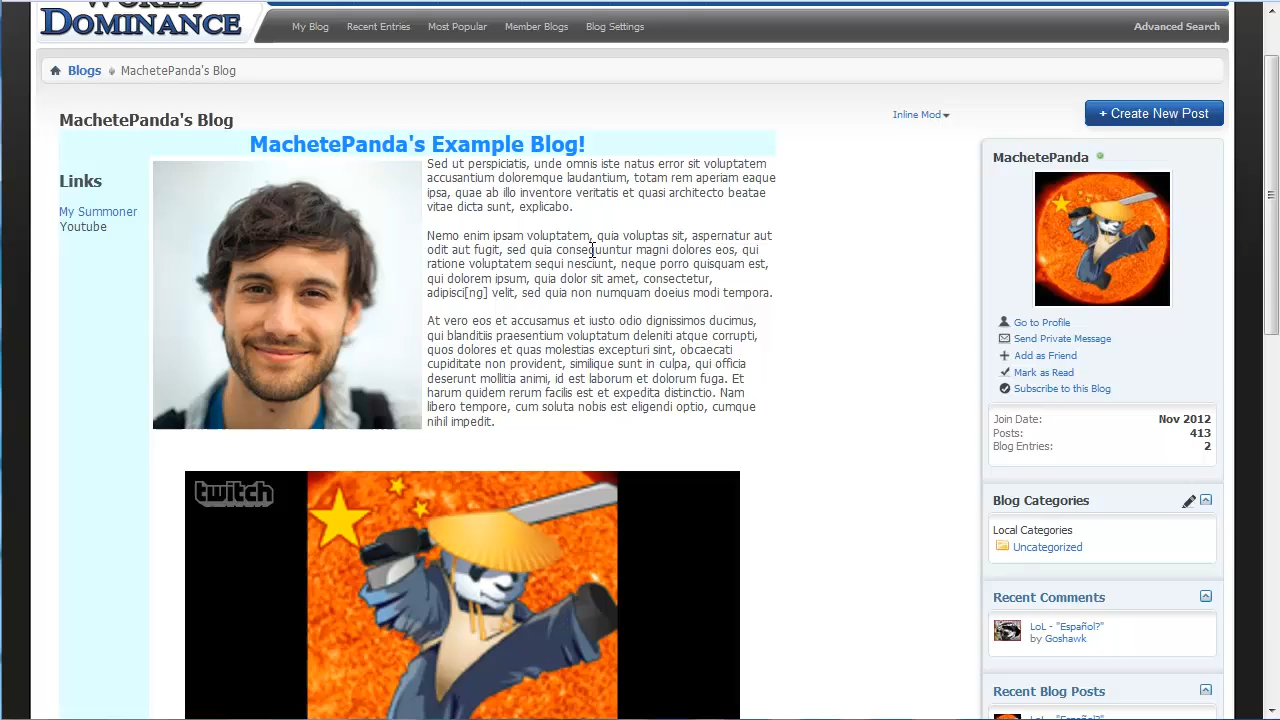 WORLD
DOMINANCE
My Blog Recent Entries Most Popular Member Blogs Blog Settings Advanced Search
Blogs MachetePanda's Blog
MachetePanda's Blog
Inline Mod
+ Create New Post
MachetePanda's Example Blog!
Links
My Summoner
Youtube
Sed ut perspiciatis, unde omnis iste natus error sit voluptatem
accusantium doloremque laudantium, totam rem aperiam eaque
ipsa, quae ab illo inventore veritatis et quasi architecto beatae
vitae dicta sunt, explicabo.
Nemo enim ipsam voluptatem, quia voluptas sit, aspernatur aut
odit aut fugit, sed quia consequuntur magni dolores eos, qui
ratione voluptatem sequi nesciunt, neque porro quisquam est,
qui dolorem ipsum, quia dolor sit amet, consectetur,
adipisci[ng] velit, sed quia non numquam doeius modi tempora.
At vero eos et accusamus et iusto odio dignissimos ducimus,
qui blanditiis praesentium voluptatum deleniti atque corrupti,
quos dolores et quas molestias excepturi sint, obcaecati
cupiditate non provident, similique sunt in culpa, qui officia
deserunt mollitia animi, id est laborum et dolorum fuga. Et
harum quidem rerum facilis est et expedita distinctio. Nam
libero tempore, cum soluta nobis est eligendi optio, cumque
nihil impedit.
twitch
MachetePanda
Go to Profile
Send Private Message
Add as Friend
Mark as Read
Subscribe to this Blog
Join Date: Nov 2012
Posts: 413
Blog Entries: 2
Blog Categories
Local Categories
Uncategorized
Recent Comments
LoL - "Español?"
by Goshawk
Recent Blog Posts
LoL - "Español?"